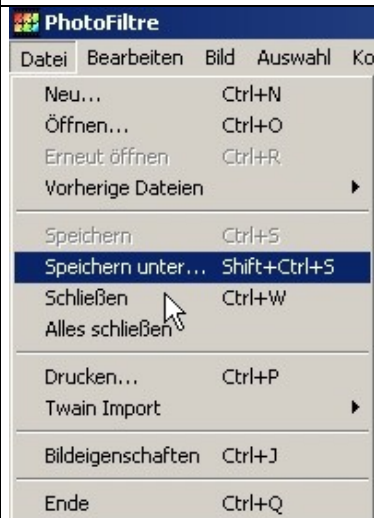 PhotoFiltre
Datei Bearbeiten Bild Auswahl Ko
Neu... Ctrl+N
Öffnen... Ctrl+O
Erneut öffnen Ctrl+R
Vorherige Dateien
Speichern Ctrl+S
Speichern unter... Shift+Ctrl+S
Schließen Ctrl+W
Alles schließen
Drucken... Ctrl+P
Twain Import
Bildeigenschaften Ctrl+J
Ende Ctrl+Q